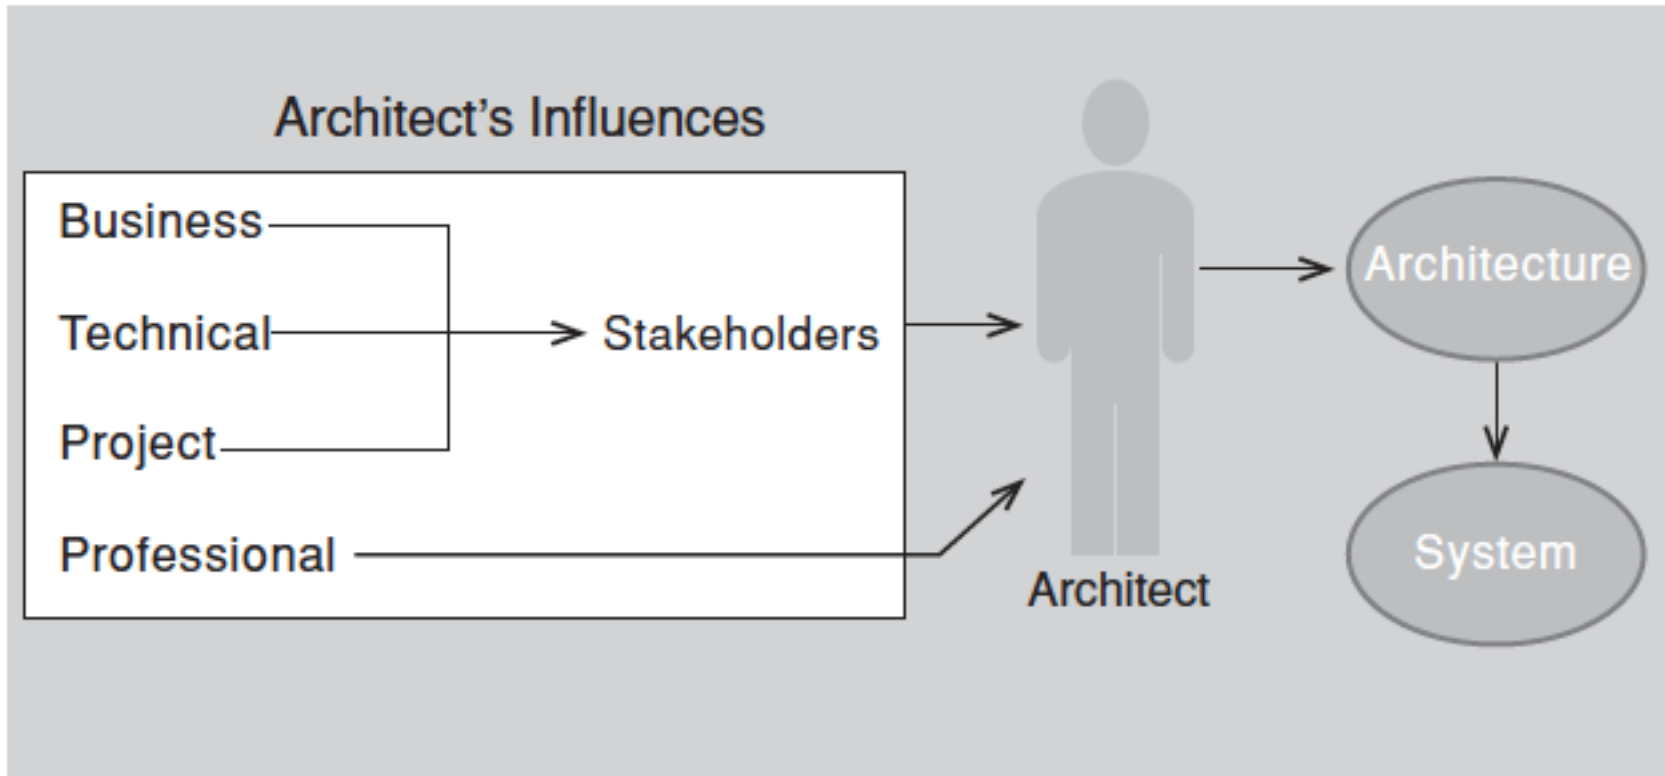 Architect's Influences
Business
Technical
Stakeholders
Project
Professional
Architect
Architecture
System